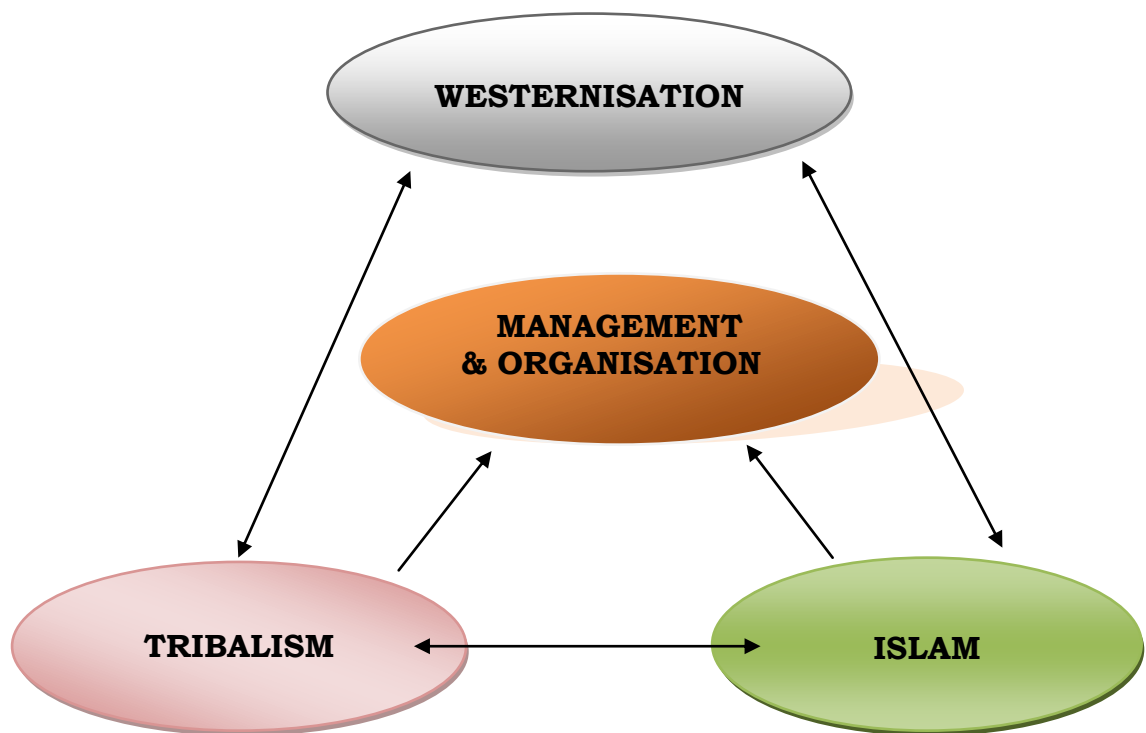 WESTERNISATION
MANAGEMENT
& ORGANISATION
TRIBALISM
ISLAM